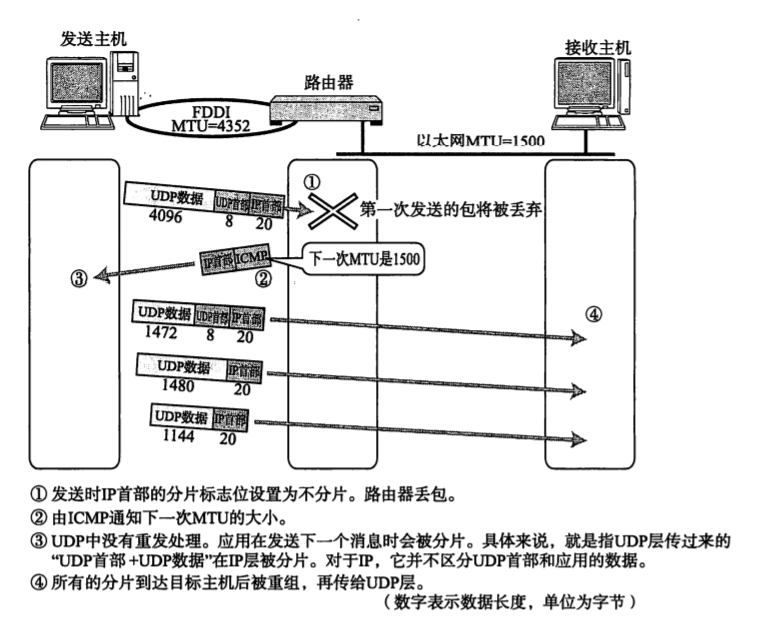 发送主机
接收主机
路由器
FDDI
MTU=4352
以太网MTU=1500
①
UDP数据 UDP首部 IP首部
4096 8 20
第一次发送的包将被丢弃
IP首部 ICMP
②
下一次MTU是1500
③
④
UDP数据 UDP首部 IP首部
1472 8 20
UDP数据 IP首部
1480 20
UDP数据 IP首部
1144 20
① 发送时IP首部的分片标志位设置为不分片。路由器丢包。
② 由ICMP通知下一次MTU的大小。
③ UDP中没有重发处理。应用在发送下一个消息时会被分片。具体来说，就是指UDP层传过来的
“UDP首部+UDP数据”在IP层被分片。对于IP，它并不区分UDP首部和应用的数据。
④ 所有的分片到达目标主机后被重组，再传给UDP层。
（数字表示数据长度，单位为字节）